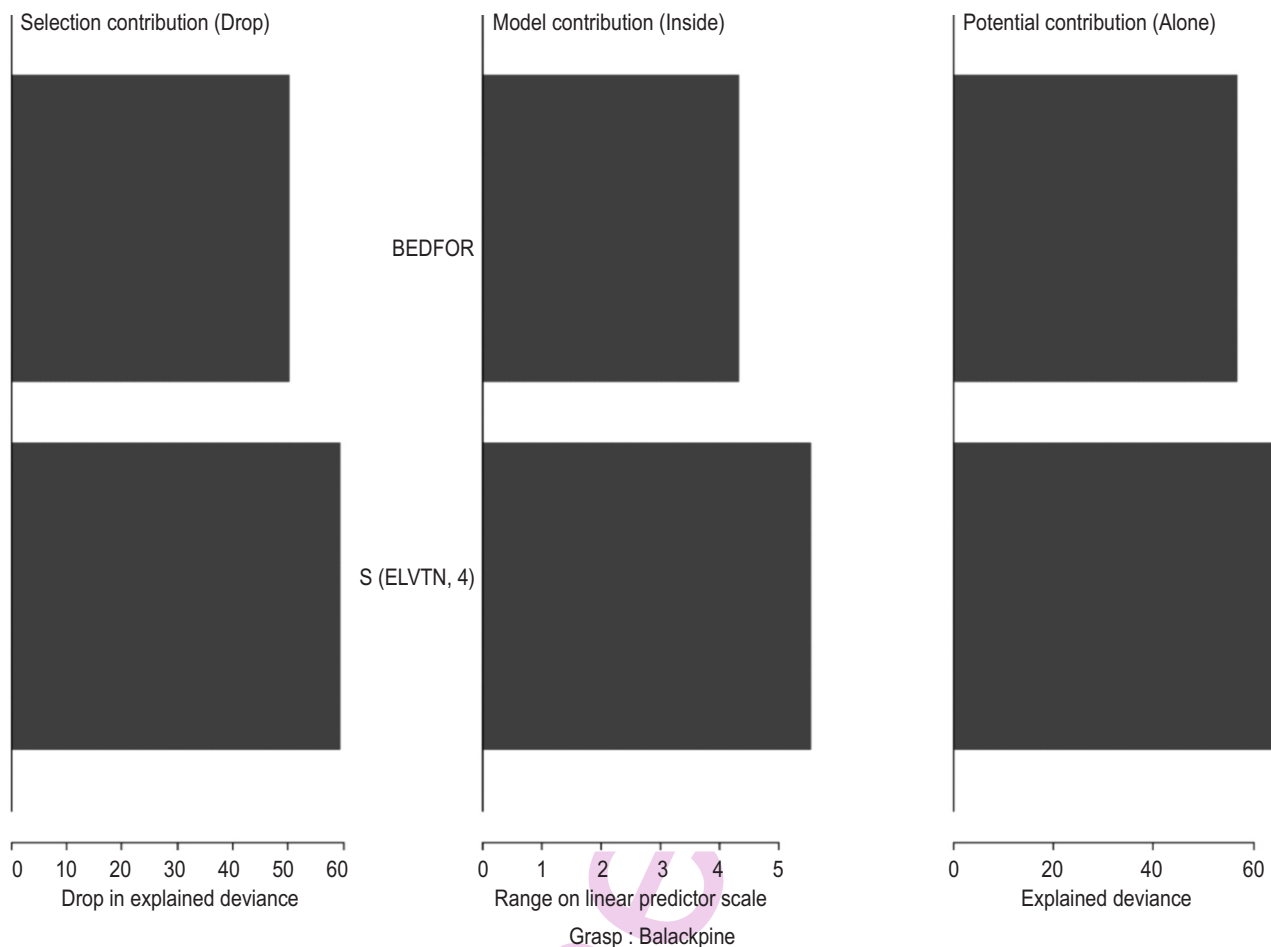 Selection contribution (Drop)
Model contribution (Inside)
Potential contribution (Alone)
BEDFOR
S (ELVTN, 4)
0 10 20 30 40 50 60
0 1 2 3 4 5
0 20 40 60
Drop in explained deviance
Range on linear predictor scale
Explained deviance
Grasp : Balackpine